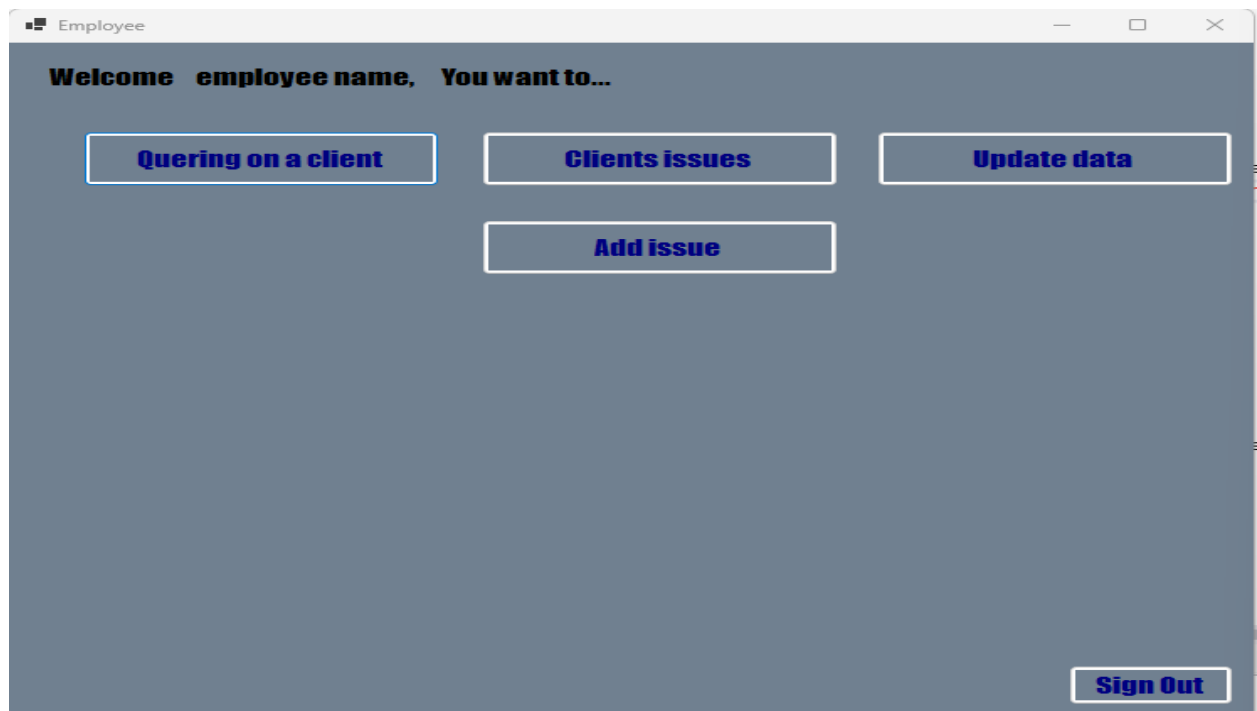 Employee
Welcome employee name, You want to...
Quering on a client
Clients issues
Update data
Add issue
Sign Out